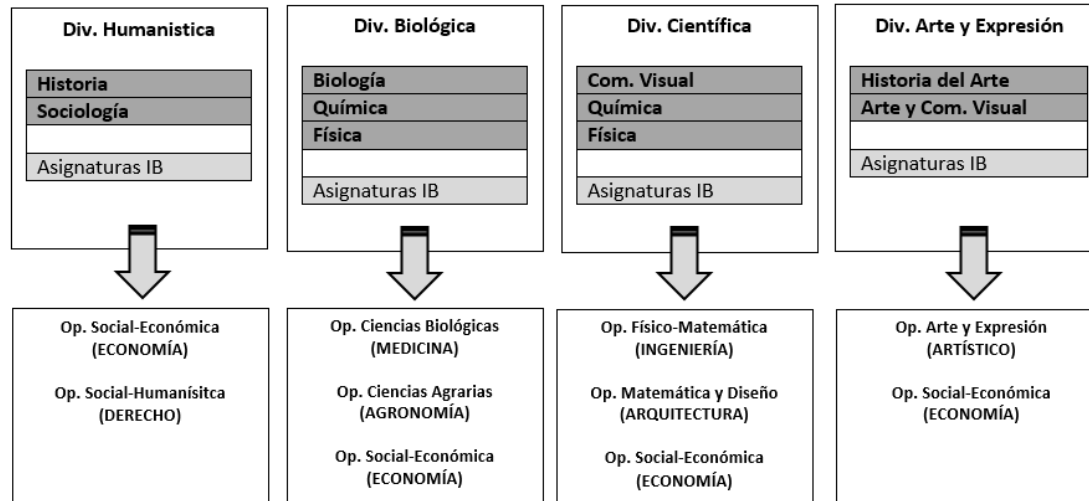 Div. Humanistica
Historia
Sociología
Asignaturas IB
Div. Biológica
Biología
Química
Física
Asignaturas IB
Div. Científica
Com. Visual
Química
Física
Asignaturas IB
Div. Arte y Expresión
Historia del Arte
Arte y Com. Visual
Asignaturas IB
Op. Social-Económica
(ECONOMÍA)
Op. Social-Humanísitca
(DERECHO)
Op. Ciencias Biológicas
(MEDICINA)
Op. Ciencias Agrarias
(AGRONOMÍA)
Op. Social-Económica
(ECONOMÍA)
Op. Físico-Matemática
(INGENIERÍA)
Op. Matemática y Diseño
(ARQUITECTURA)
Op. Social-Económica
(ECONOMÍA)
Op. Arte y Expresión
(ARTÍSTICO)
Op. Social-Económica
(ECONOMÍA)